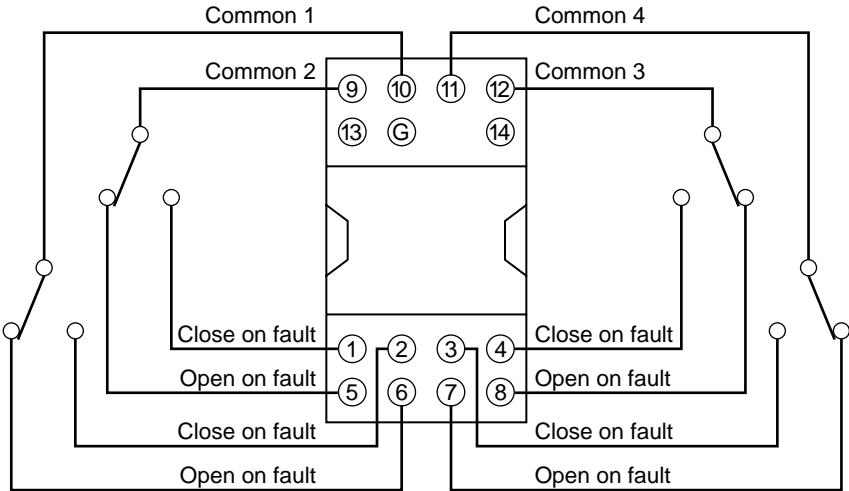 Common 1
Common 4
Common 2
9
10
11
12
Common 3
13
G
14
Close on fault
1
2
3
4
Close on fault
Open on fault
5
6
7
8
Open on fault
Close on fault
Close on fault
Open on fault
Open on fault